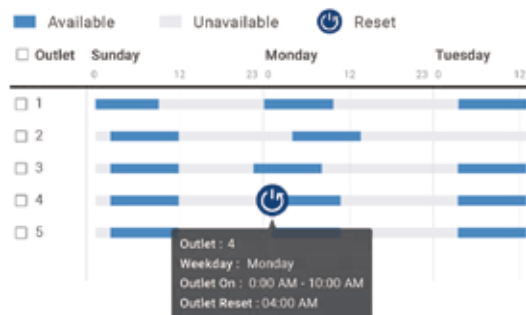 Available Unavailable Reset
Outlet Sunday Monday Tuesday
0 12 23 0 12 23 0 12
1
2
3
4
5
Outlet : 4
Weekday : Monday
Outlet On : 0:00 AM - 10:00 AM
Outlet Reset : 04:00 AM